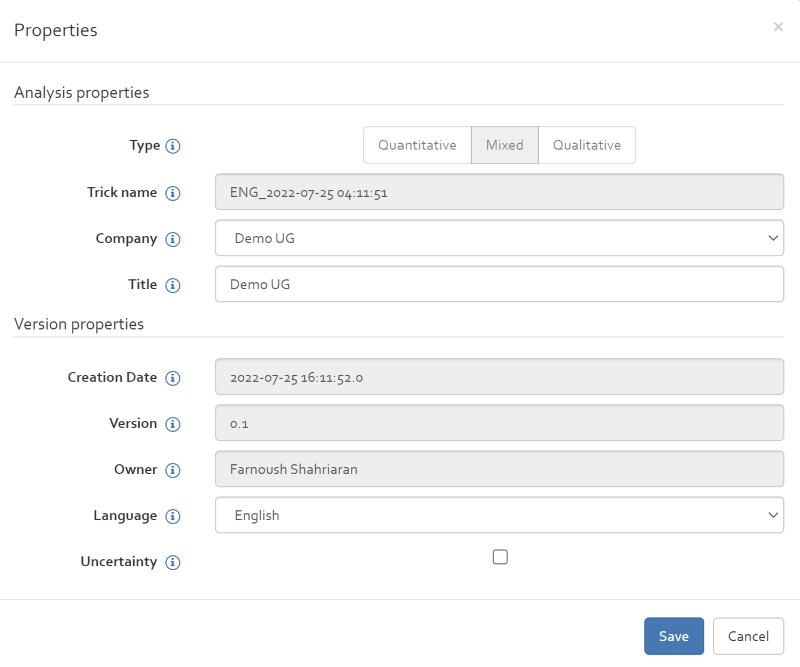 Properties
×
Analysis properties
Type
Quantitative Mixed Qualitative
Trick name ENG_2022-07-25 04:11:51
Company Demo UG
Title Demo UG
Version properties
Creation Date 2022-07-25 16:11:52.0
Version 0.1
Owner Farnoush Shahriaran
Language English
Uncertainty
Save Cancel